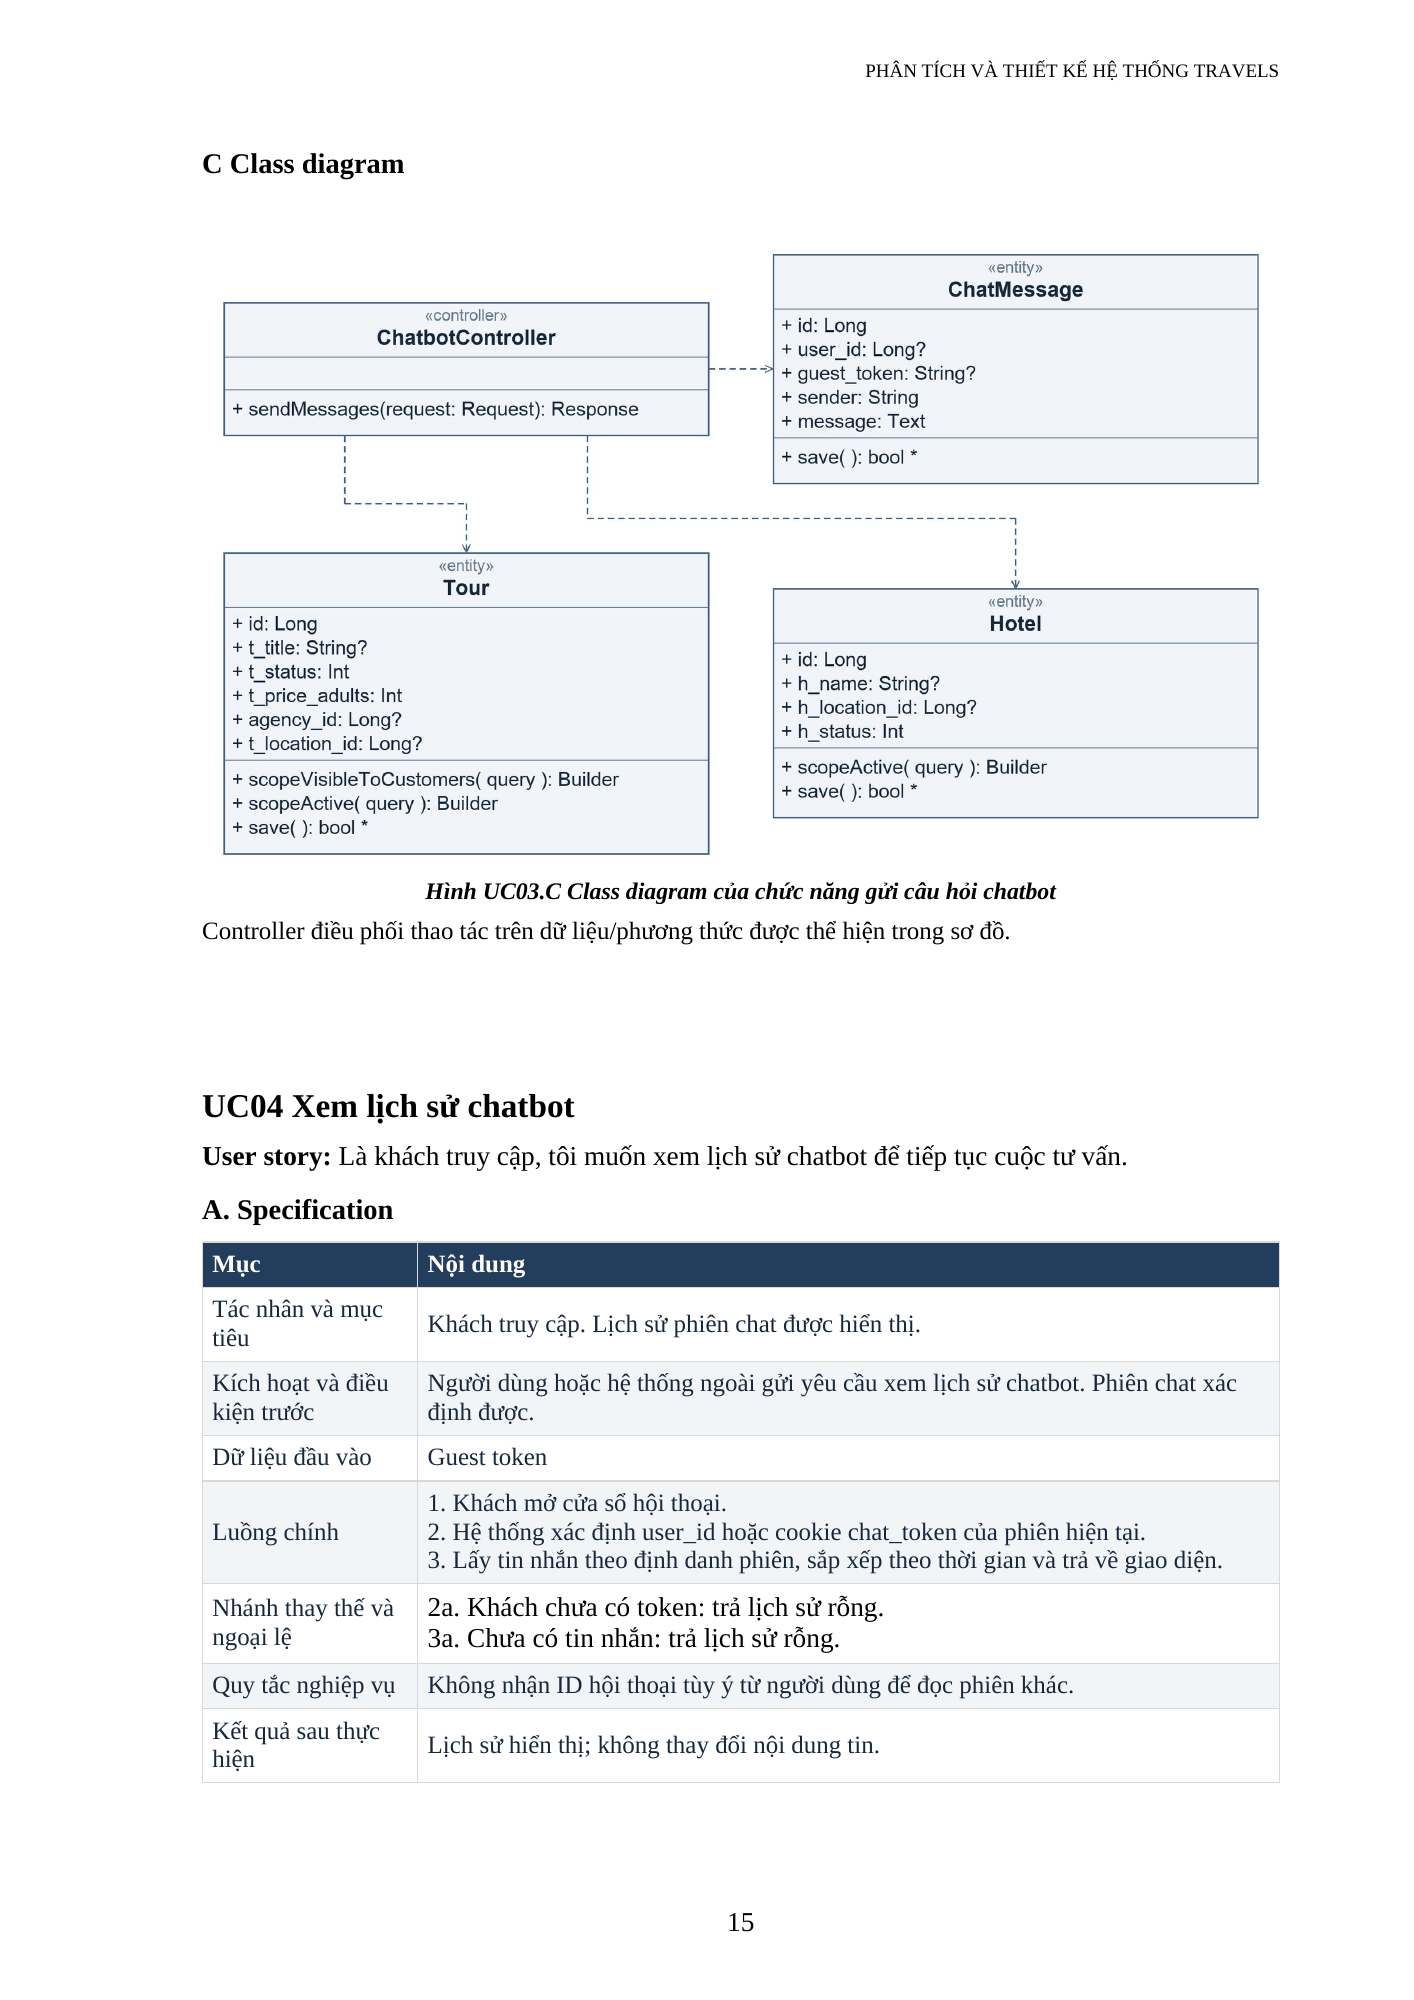 PHÂN TÍCH VÀ THIẾT KẾ HỆ THỐNG TRAVELS
C Class diagram
«controller»
ChatbotController
+ sendMessages(request: Request): Response
«entity»
ChatMessage
+ id: Long
+ user_id: Long?
+ guest_token: String?
+ sender: String
+ message: Text
+ save( ): bool *
«entity»
Tour
+ id: Long
+ t_title: String?
+ t_status: Int
+ t_price_adults: Int
+ agency_id: Long?
+ t_location_id: Long?
+ scopeVisibleToCustomers( query ): Builder
+ scopeActive( query ): Builder
+ save( ): bool *
«entity»
Hotel
+ id: Long
+ h_name: String?
+ h_location_id: Long?
+ h_status: Int
+ scopeActive( query ): Builder
+ save( ): bool *
Hình UC03.C Class diagram của chức năng gửi câu hỏi chatbot
Controller điều phối thao tác trên dữ liệu/phương thức được thể hiện trong sơ đồ.
UC04 Xem lịch sử chatbot
User story: Là khách truy cập, tôi muốn xem lịch sử chatbot để tiếp tục cuộc tư vấn.
A. Specification
Mục
Nội dung
Tác nhân và mục
tiêu
Khách truy cập. Lịch sử phiên chat được hiển thị.
Kích hoạt và điều
kiện trước
Người dùng hoặc hệ thống ngoài gửi yêu cầu xem lịch sử chatbot. Phiên chat xác
định được.
Dữ liệu đầu vào
Guest token
Luồng chính
1. Khách mở cửa sổ hội thoại.
2. Hệ thống xác định user_id hoặc cookie chat_token của phiên hiện tại.
3. Lấy tin nhắn theo định danh phiên, sắp xếp theo thời gian và trả về giao diện.
Nhánh thay thế và
ngoại lệ
2a. Khách chưa có token: trả lịch sử rỗng.
3a. Chưa có tin nhắn: trả lịch sử rỗng.
Quy tắc nghiệp vụ
Không nhận ID hội thoại tùy ý từ người dùng để đọc phiên khác.
Kết quả sau thực
hiện
Lịch sử hiển thị; không thay đổi nội dung tin.
15